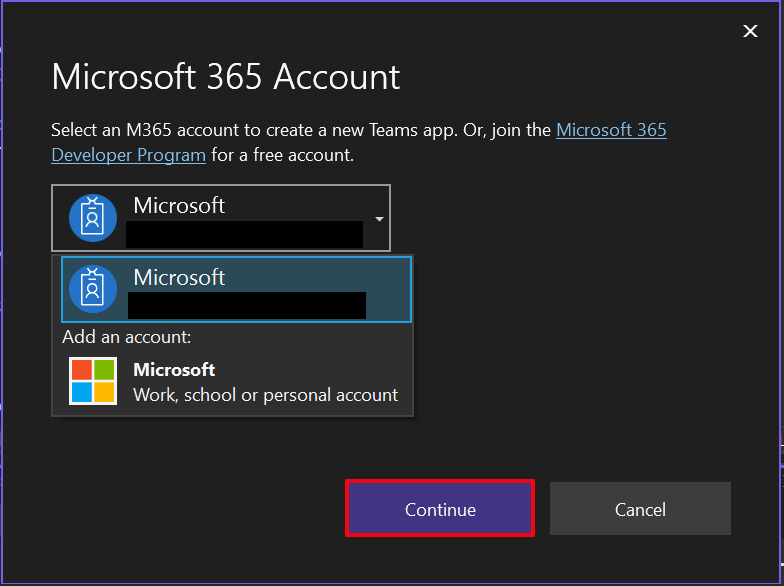 Microsoft 365 Account
Select an M365 account to create a new Teams app. Or, join the Microsoft 365
Developer Program for a free account.
Microsoft
Microsoft
Add an account:
Microsoft
Work, school or personal account
Continue
Cancel